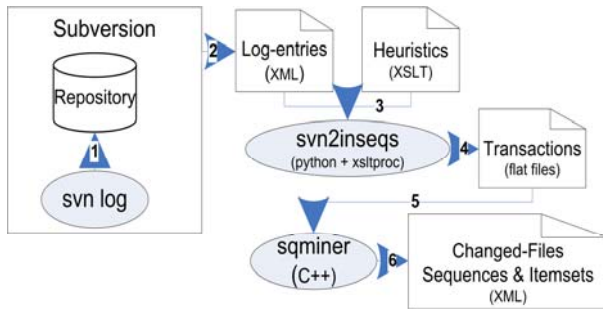 Subversion
Repository
1
svn log
2
Log-entries
(XML)
Heuristics
(XSLT)
3
svn2inseqs
(python + xsltproc)
4
Transactions
(flat files)
5
sqminer
(C++)
6
Changed-Files
Sequences & Itemsets
(XML)